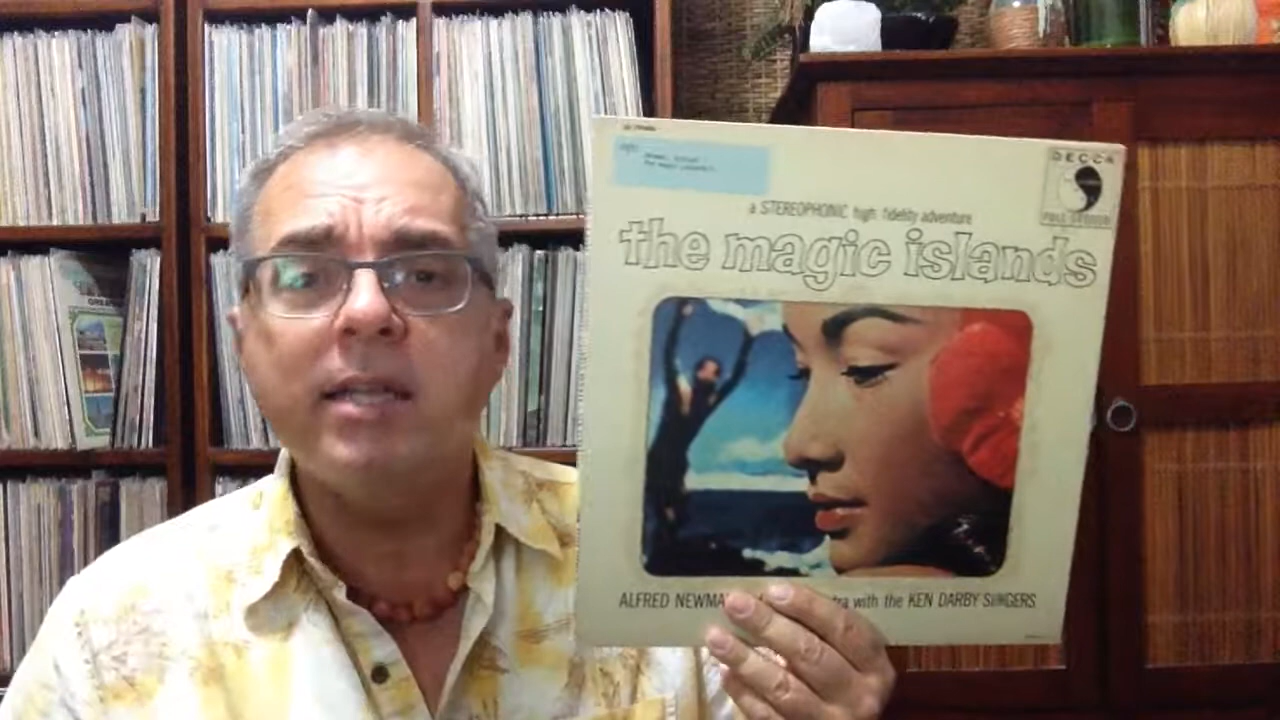 DECCA
a STEREOPHONIC high fidelity adventure
the magic islands
ALFRED NEWMA
tra with the KEN DARBY SINGERS